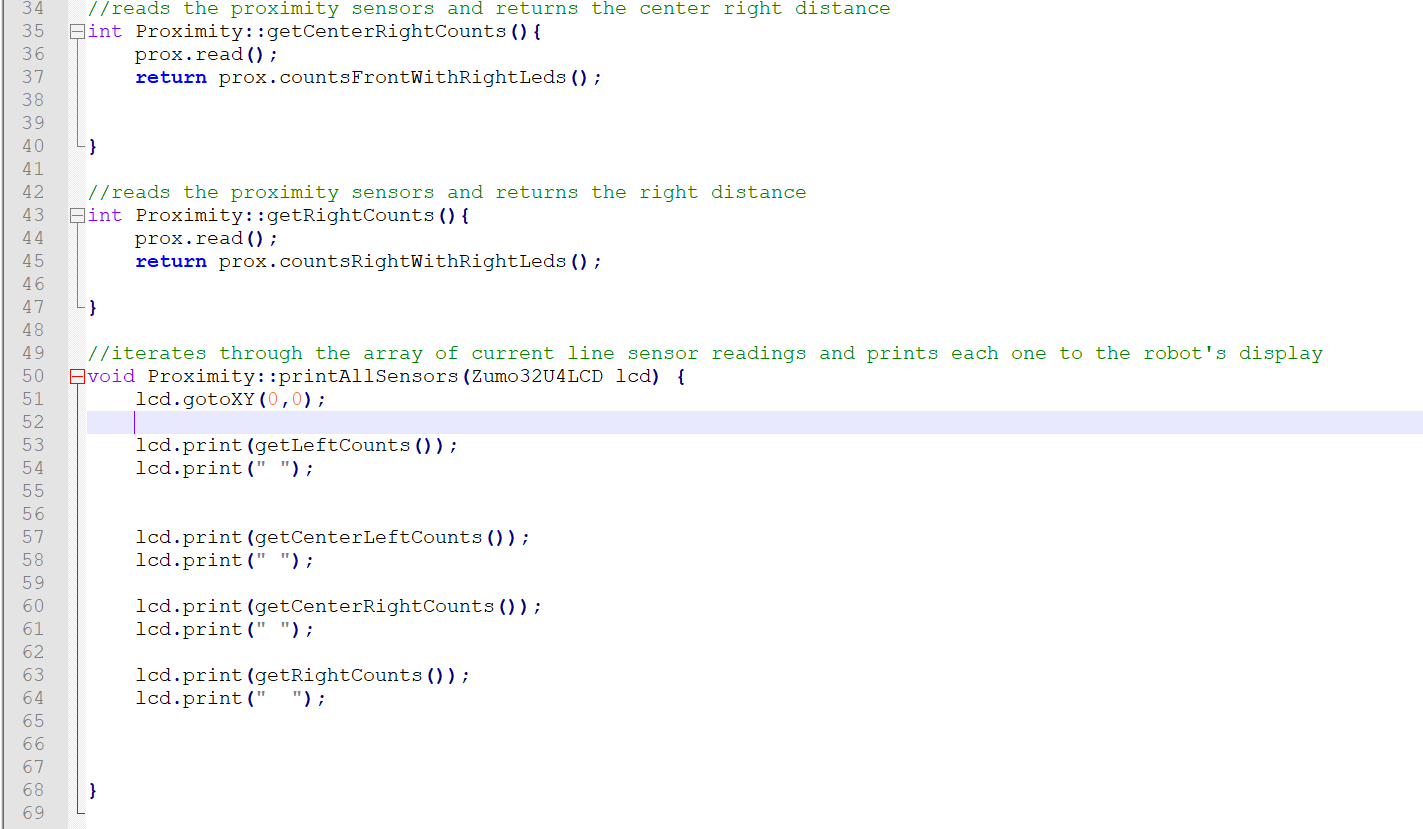 34 //reads the proximity sensors and returns the center right distance
35 int Proximity::getCenterRightCounts(){
36 prox.read();
37 return prox.countsFrontWithRightLeds();
38
39
40 }
41
42 //reads the proximity sensors and returns the right distance
43 int Proximity::getRightCounts(){
44 prox.read();
45 return prox.countsRightWithRightLeds();
46
47 }
48
49 //iterates through the array of current line sensor readings and prints each one to the robot's display
50 void Proximity::printAllSensors(Zumo32U4LCD lcd) {
51 lcd.gotoXY(0,0);
52
53 lcd.print(getLeftCounts());
54 lcd.print(" ");
55
56
57 lcd.print(getCenterLeftCounts());
58 lcd.print(" ");
59
60 lcd.print(getCenterRightCounts());
61 lcd.print(" ");
62
63 lcd.print(getRightCounts());
64 lcd.print("  ");
65
66
67
68 }
69